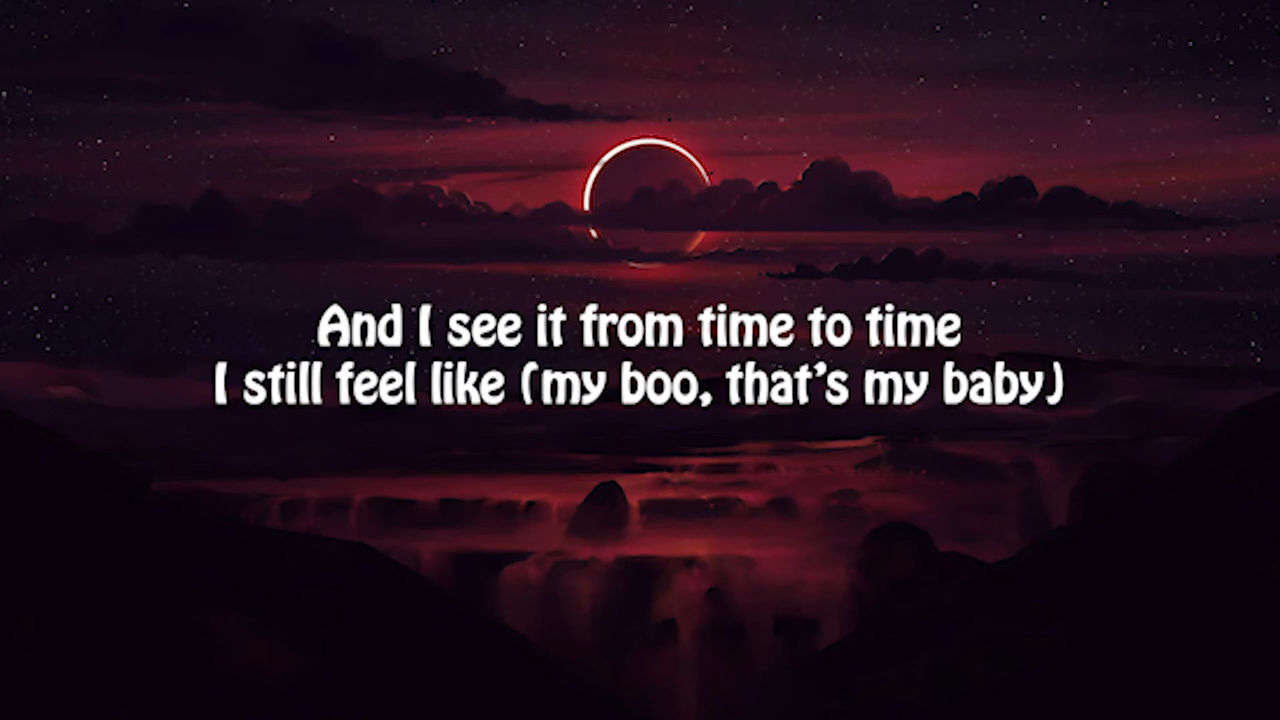 And I see it from time to time
I still feel like (my boo, that's my baby)